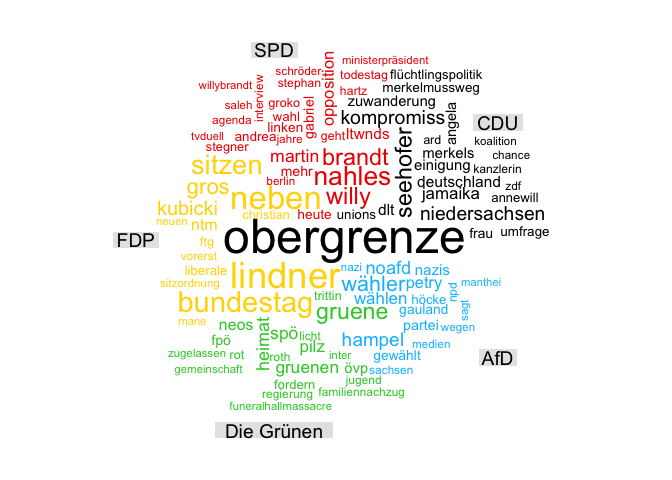 SPD
ministerpräsident
schröder
todestag flüchtlingspolitik
willybrandt interview stephan hartz merkelmussweg
opposition
saleh groko gabriel zuwanderung
agenda wahl kompromiss angela CDU
linken
tvduell andrea jahre geht ltwnds seehofer ard koalition
stegner
sitzen martin brandt merkels chance
mehr einigung kanzlerin
gros berlin nahles deutschland zdf
neben willy jamaika annewill
kubicki christian heute unions dlt niedersachsen
neuen ntm
FDP ftg obergrenze frau umfrage
vorerst
liberale lindner nazi noafd nazis
sitzordnung wähler petry npd manthei
bundestag trittin wählen höcke
mane gruene gauland sagt
neos heimat spö licht partei wegen
fpö pilz hampel medien
zugelassen rot roth inter gewählt AfD
gemeinschaft gruenen övp sachsen
fordern jugend
regierung familiennachzug
funeralhallmassacre
Die Grünen